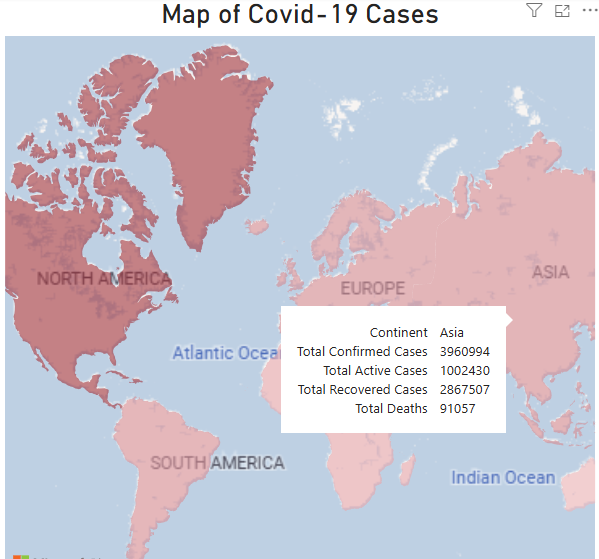 Map of Covid-19 Cases
NORTH AMERICA
EUROPE
ASIA
Atlantic Ocea
Continent Asia
Total Confirmed Cases 3960994
Total Active Cases 1002430
Total Recovered Cases 2867507
Total Deaths 91057
SOUTH AMERICA
Indian Ocean